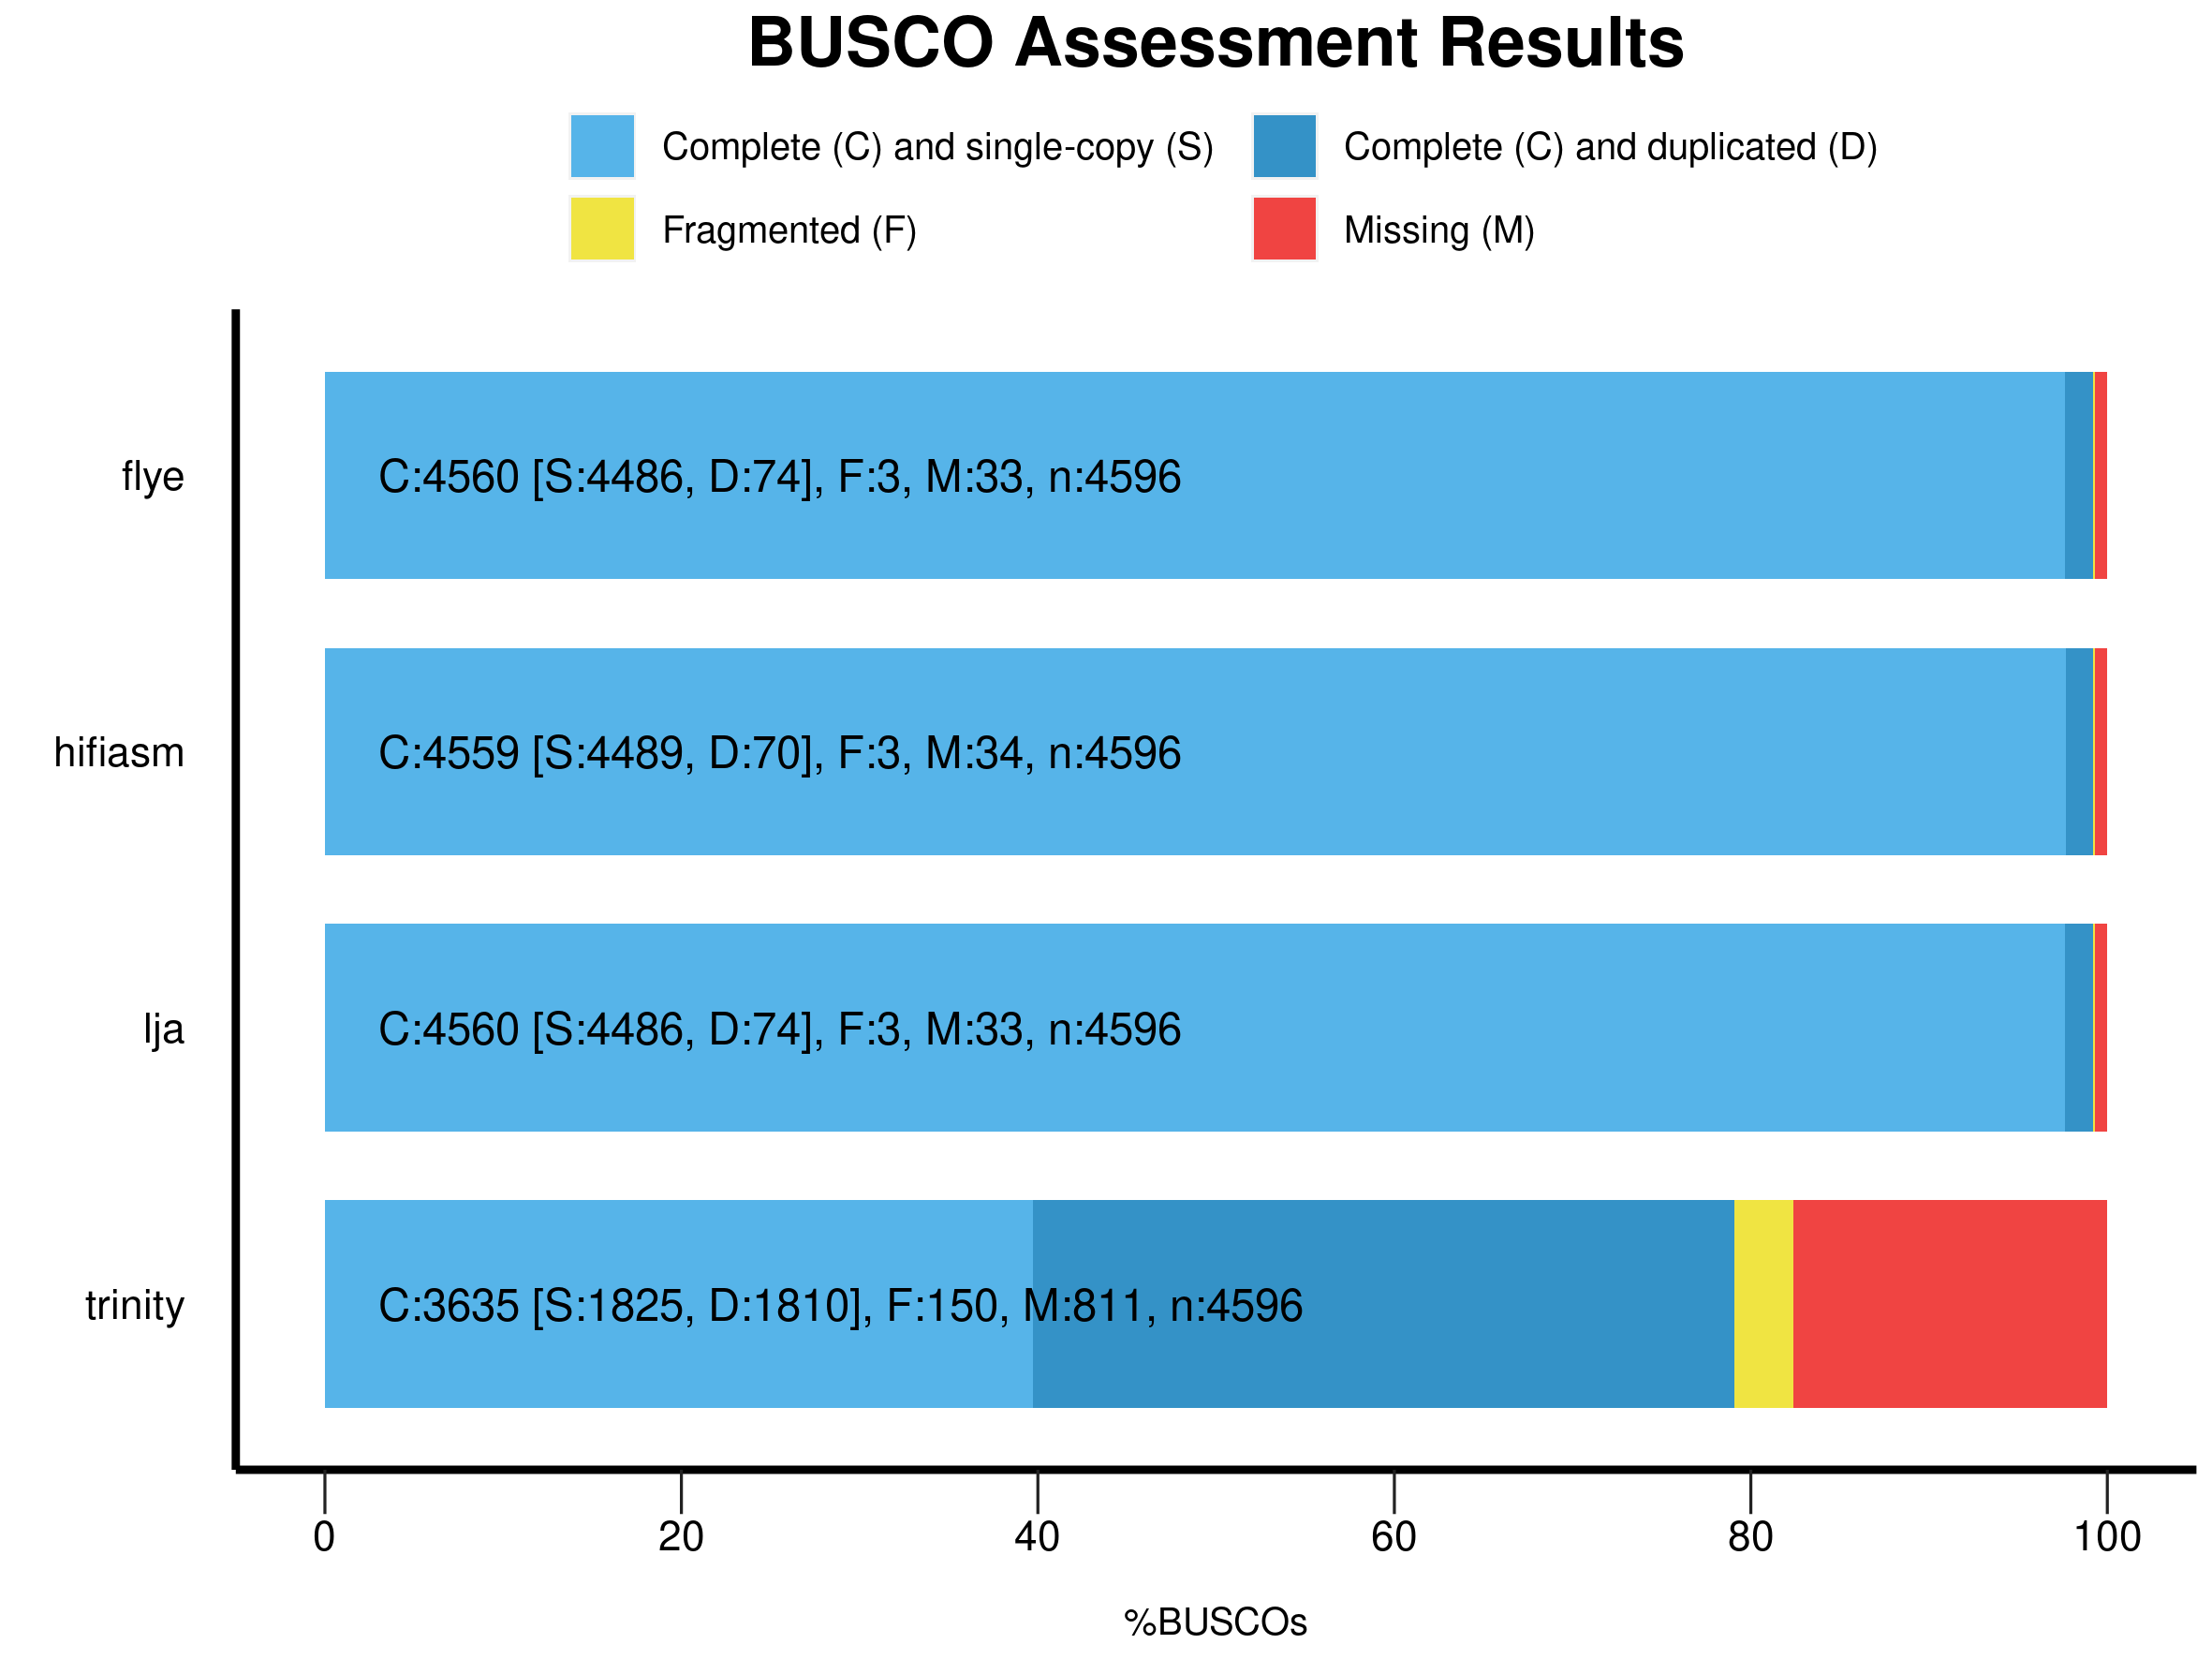 BUSCO Assessment Results
Complete (C) and single-copy (S)
Complete (C) and duplicated (D)
Fragmented (F)
Missing (M)
flye
C:4560 [S:4486, D:74], F:3, M:33, n:4596
hifiasm
C:4559 [S:4489, D:70], F:3, M:34, n:4596
lja
C:4560 [S:4486, D:74], F:3, M:33, n:4596
trinity
C:3635 [S:1825, D:1810], F:150, M:811, n:4596
0 20 40 60 80 100
%BUSCOs